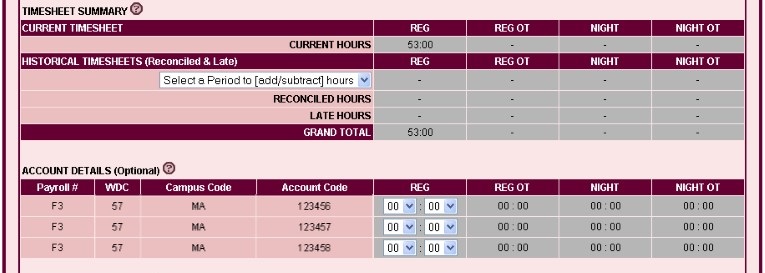 TIMESHEET SUMMARY ?
CURRENT TIMESHEET REG REG OT NIGHT NIGHT OT
CURRENT HOURS 53:00 - - -
HISTORICAL TIMESHEETS (Reconciled & Late) REG REG OT NIGHT NIGHT OT
Select a Period to [add/subtract] hours - - - -
RECONCILED HOURS - - - -
LATE HOURS - - - -
GRAND TOTAL 53:00 - - -
ACCOUNT DETAILS (Optional) ?
Payroll # WDC Campus Code Account Code REG REG OT NIGHT NIGHT OT
F3 57 MA 123456 00 : 00 00 : 00 00 : 00 00 : 00
F3 57 MA 123457 00 : 00 00 : 00 00 : 00 00 : 00
F3 57 MA 123458 00 : 00 00 : 00 00 : 00 00 : 00